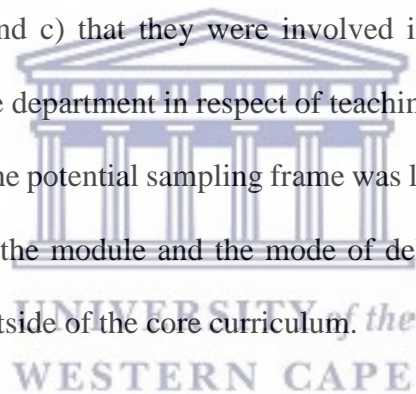 nd c) that they were involved i
e department in respect of teachin
ne potential sampling frame was l
the module and the mode of de
tside of the core curriculum.
UNIVERSITY of the
WESTERN CAPE